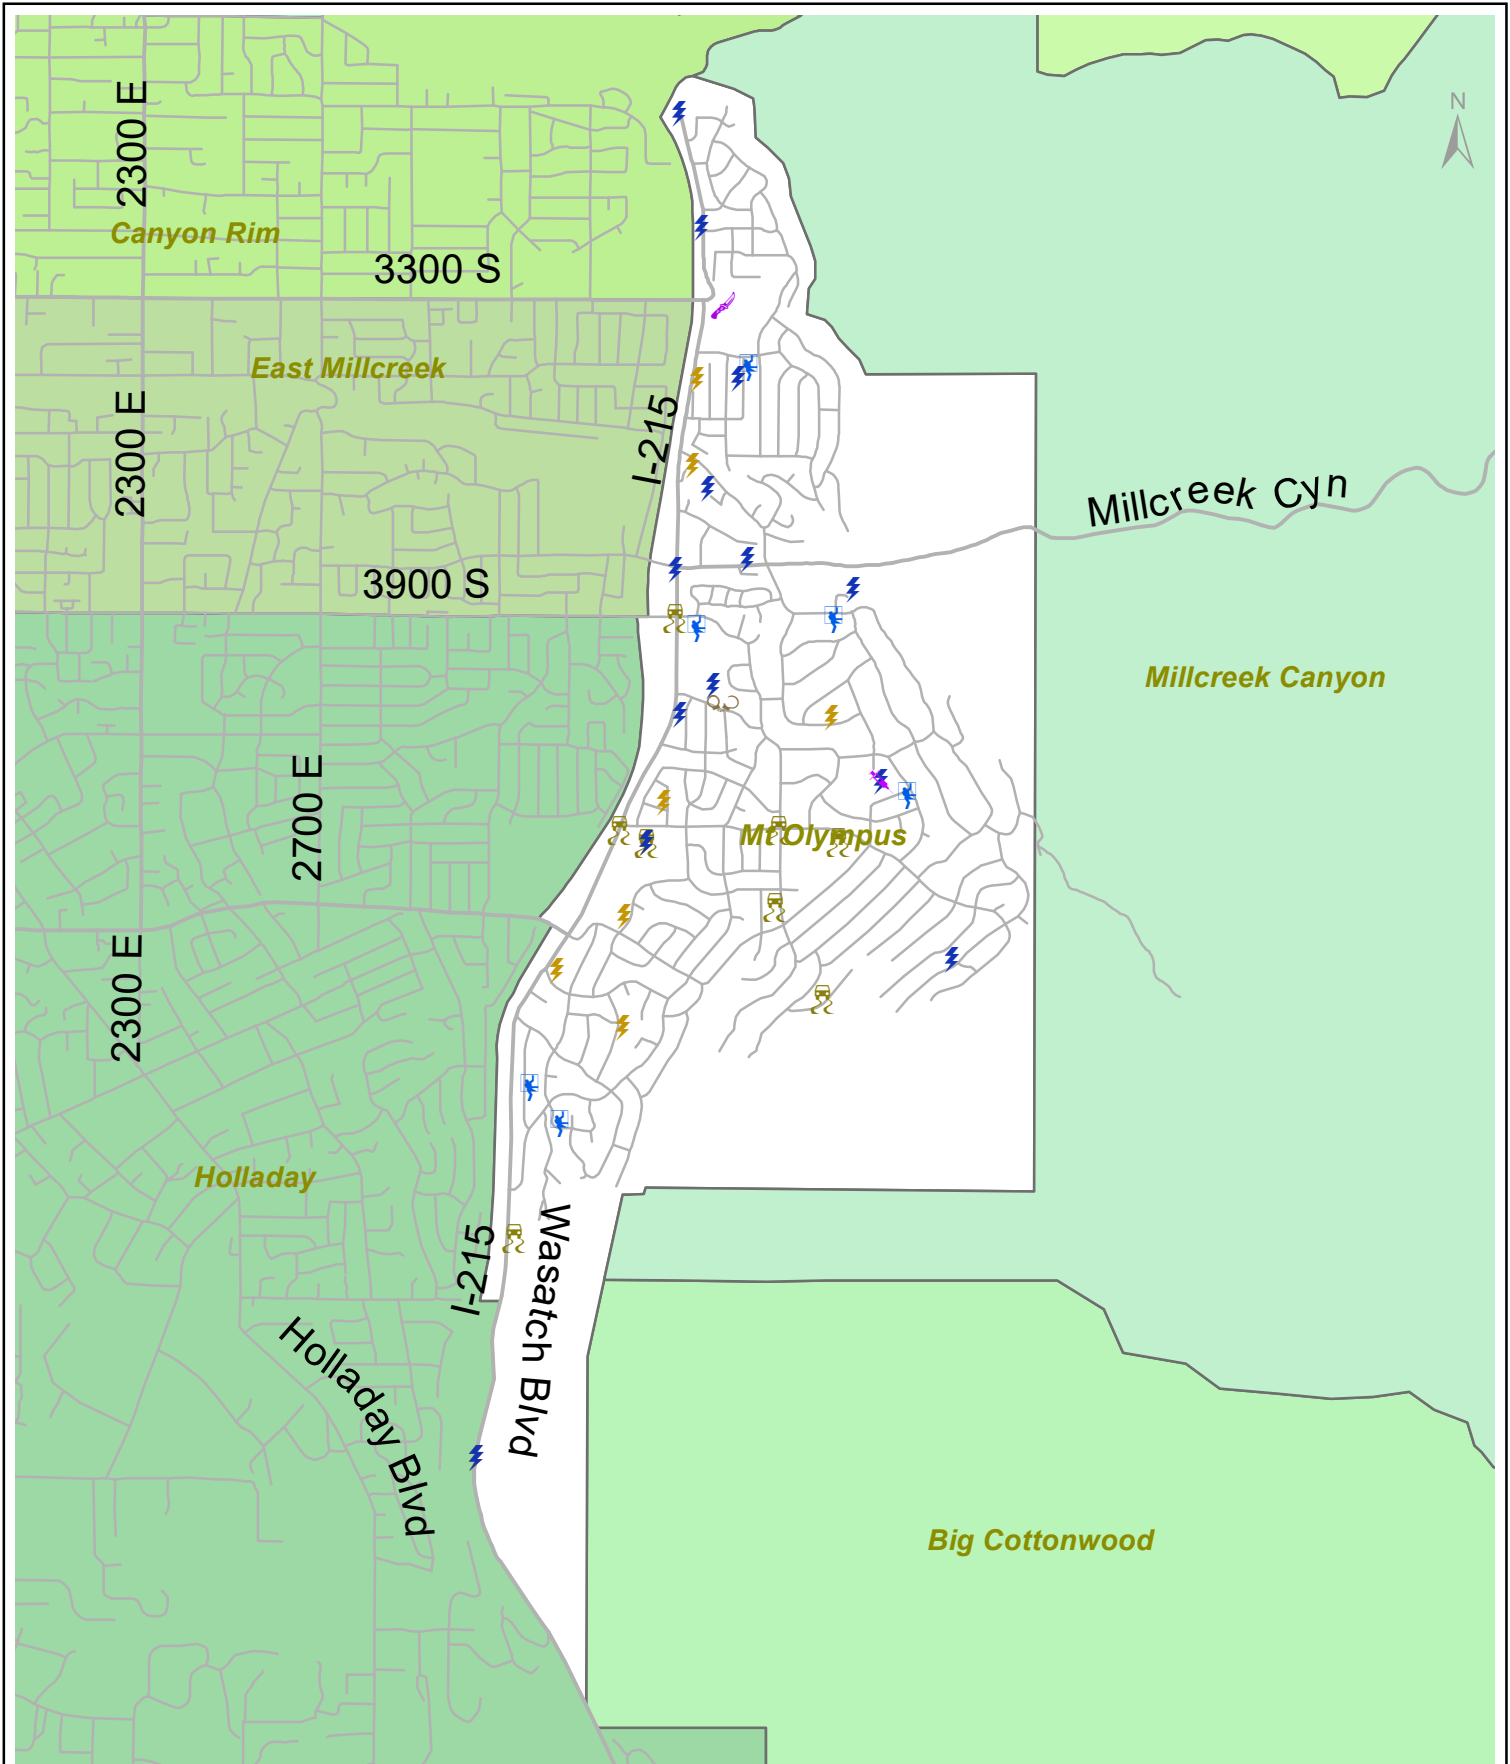 N
2300 E
Canyon Rim
3300 S
East Millcreek
2300 E
I-215
Millcreek Cyn
3900 S
Millcreek Canyon
2700 E
Mt Olympus
2300 E
Holladay
Wasatch Blvd
I-215
Holladay Blvd
Big Cottonwood